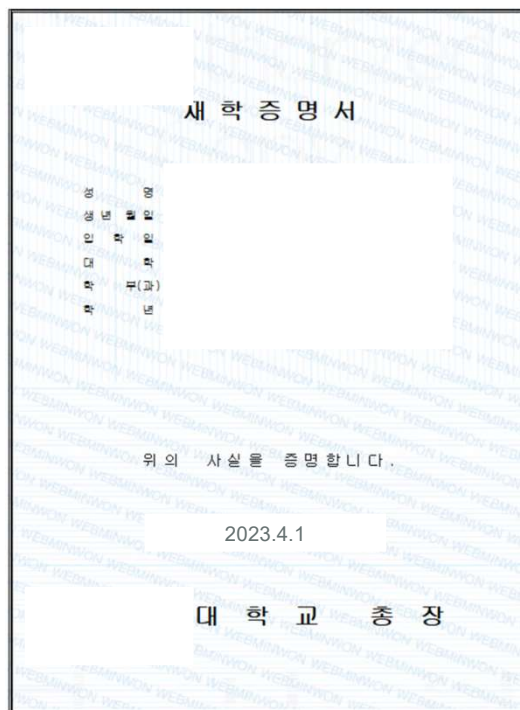 재학증명서
성 명
생년월일
입 학 일
대 학
학 부(과)
학 년
위의 사실을 증명합니다.
2023.4.1
대 학 교 총 장
WEBMINWON